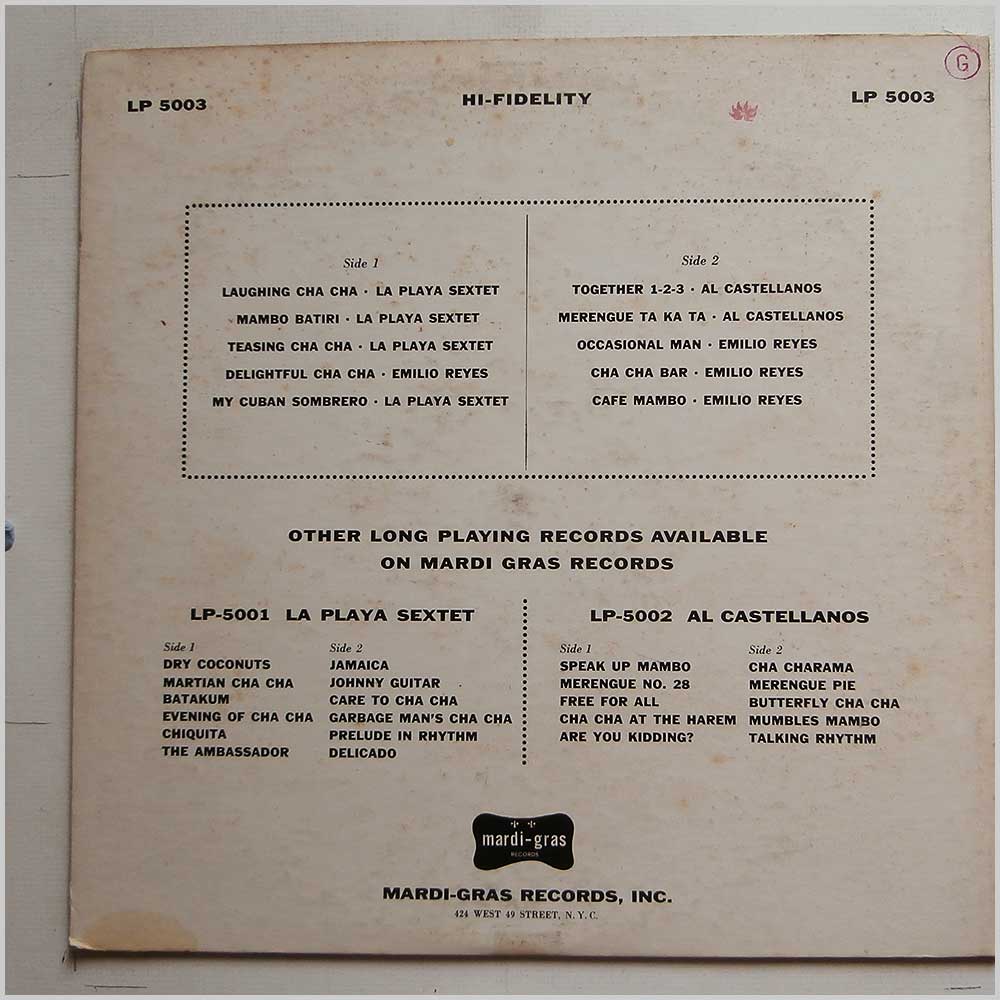 G
LP 5003 HI-FIDELITY LP 5003
Side 1
LAUGHING CHA CHA · LA PLAYA SEXTET
MAMBO BATIRI · LA PLAYA SEXTET
TEASING CHA CHA · LA PLAYA SEXTET
DELIGHTFUL CHA CHA · EMILIO REYES
MY CUBAN SOMBRERO · LA PLAYA SEXTET
Side 2
TOGETHER 1-2-3 · AL CASTELLANOS
MERENGUE TA KA TA · AL CASTELLANOS
OCCASIONAL MAN · EMILIO REYES
CHA CHA BAR · EMILIO REYES
CAFE MAMBO · EMILIO REYES
OTHER LONG PLAYING RECORDS AVAILABLE
ON MARDI GRAS RECORDS
LP-5001 LA PLAYA SEXTET
Side 1
DRY COCONUTS
MARTIAN CHA CHA
BATAKUM
EVENING OF CHA CHA
CHIQUITA
THE AMBASSADOR
Side 2
JAMAICA
JOHNNY GUITAR
CARE TO CHA CHA
GARBAGE MAN'S CHA CHA
PRELUDE IN RHYTHM
DELICADO
LP-5002 AL CASTELLANOS
Side 1
SPEAK UP MAMBO
MERENGUE NO. 28
FREE FOR ALL
CHA CHA AT THE HAREM
ARE YOU KIDDING?
Side 2
CHA CHARAMA
MERENGUE PIE
BUTTERFLY CHA CHA
MUMBLES MAMBO
TALKING RHYTHM
mardi-gras
RECORDS
MARDI-GRAS RECORDS, INC.
424 WEST 49 STREET, N.Y.C.